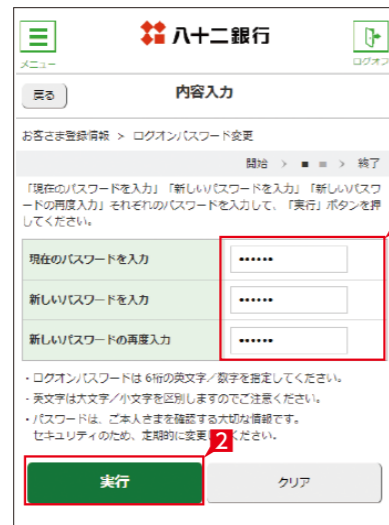 八十二銀行
メニュー
ログオフ
戻る
内容入力
お客さま登録情報 > ログオンパスワード変更
開始 > ■ ■ > 終了
「現在のパスワードを入力」「新しいパスワードを入力」「新しいパスワ
ードの再度入力」それぞれのパスワードを入力して、「実行」ボタンを押
してください。
現在のパスワードを入力
••••••
新しいパスワードを入力
••••••
新しいパスワードの再度入力
••••••
・ログオンパスワードは 6桁の英文字/数字を指定してください。
・英文字は大文字/小文字を区別しますのでご注意ください。
・パスワードは、ご本人さまを確認する大切な情報です。
セキュリティのため、定期的に変更 ください。
2
実行
クリア